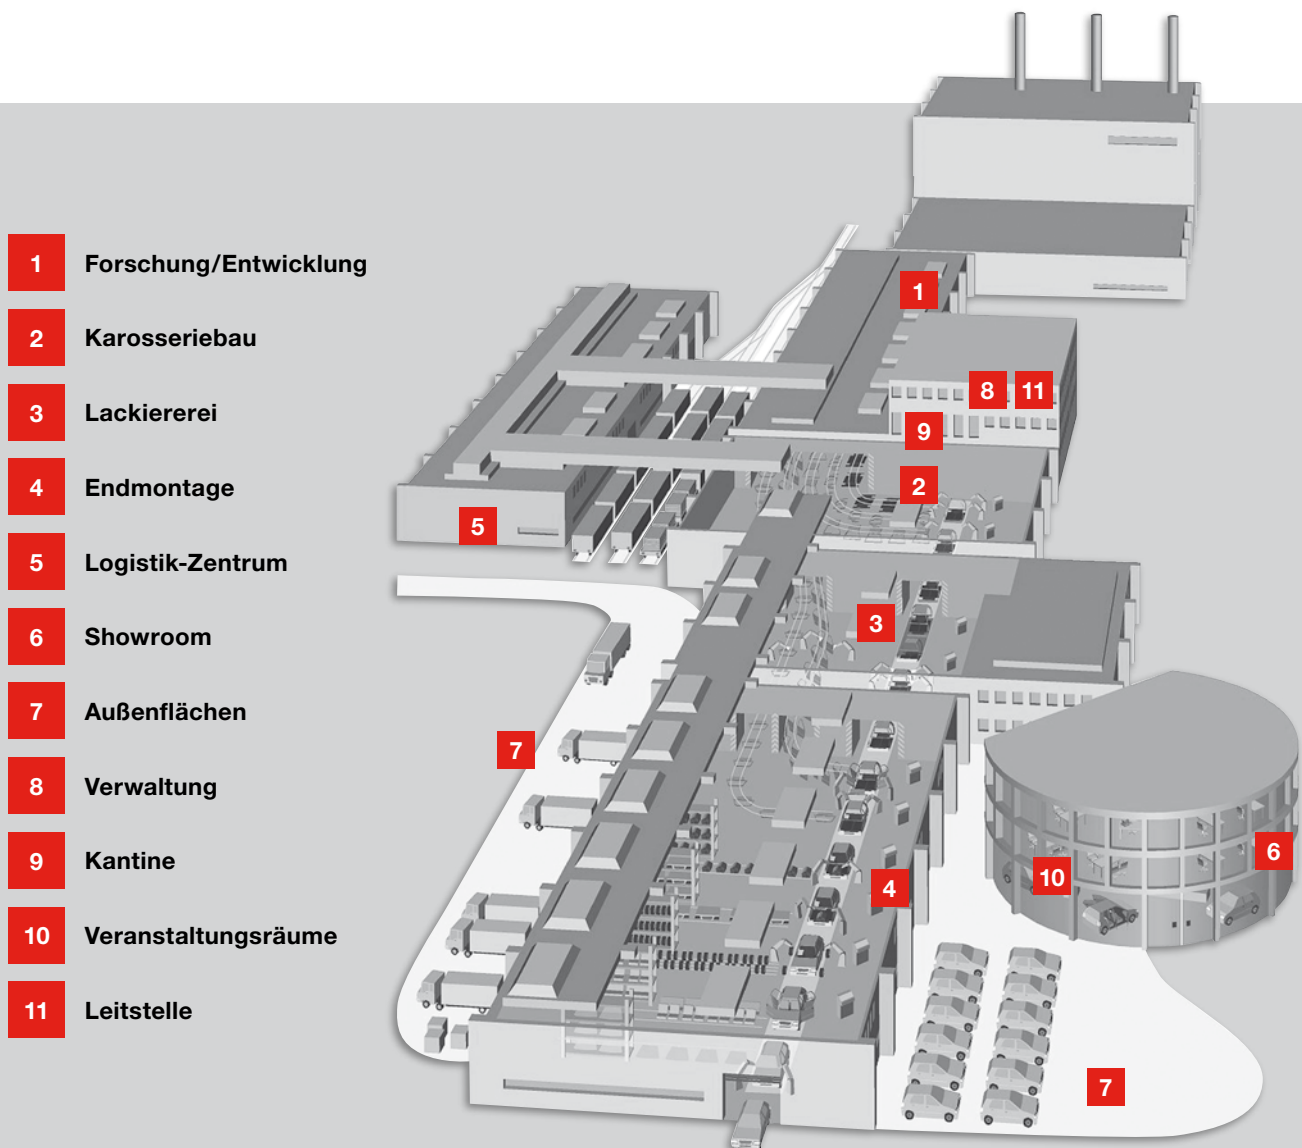 1 Forschung/Entwicklung
2 Karosseriebau
3 Lackiererei
4 Endmontage
5 Logistik-Zentrum
6 Showroom
7 Außenflächen
8 Verwaltung
9 Kantine
10 Veranstaltungsräume
11 Leitstelle
1
8 11
9
2
5
3
7
6
10
4
7